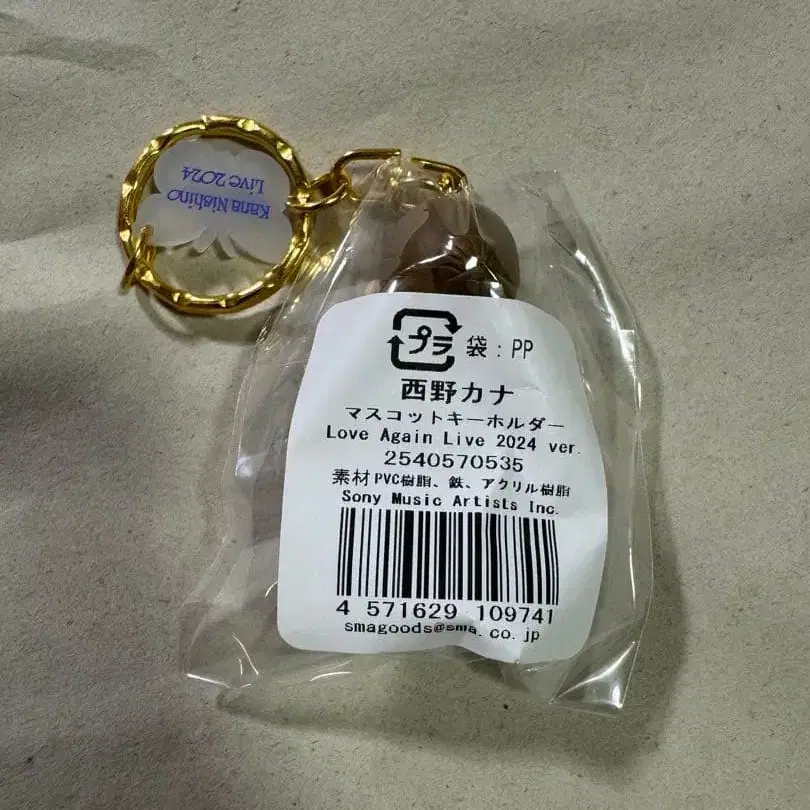 Kana Nishino
Live 2024
プラ 袋：PP
西野カナ
マスコットキーホルダー
Love Again Live 2024 ver.
2540570535
素材PVC樹脂、鉄、アクリル樹脂
Sony Music Artists Inc.
4 571629 109741
smagoods@sma.co.jp